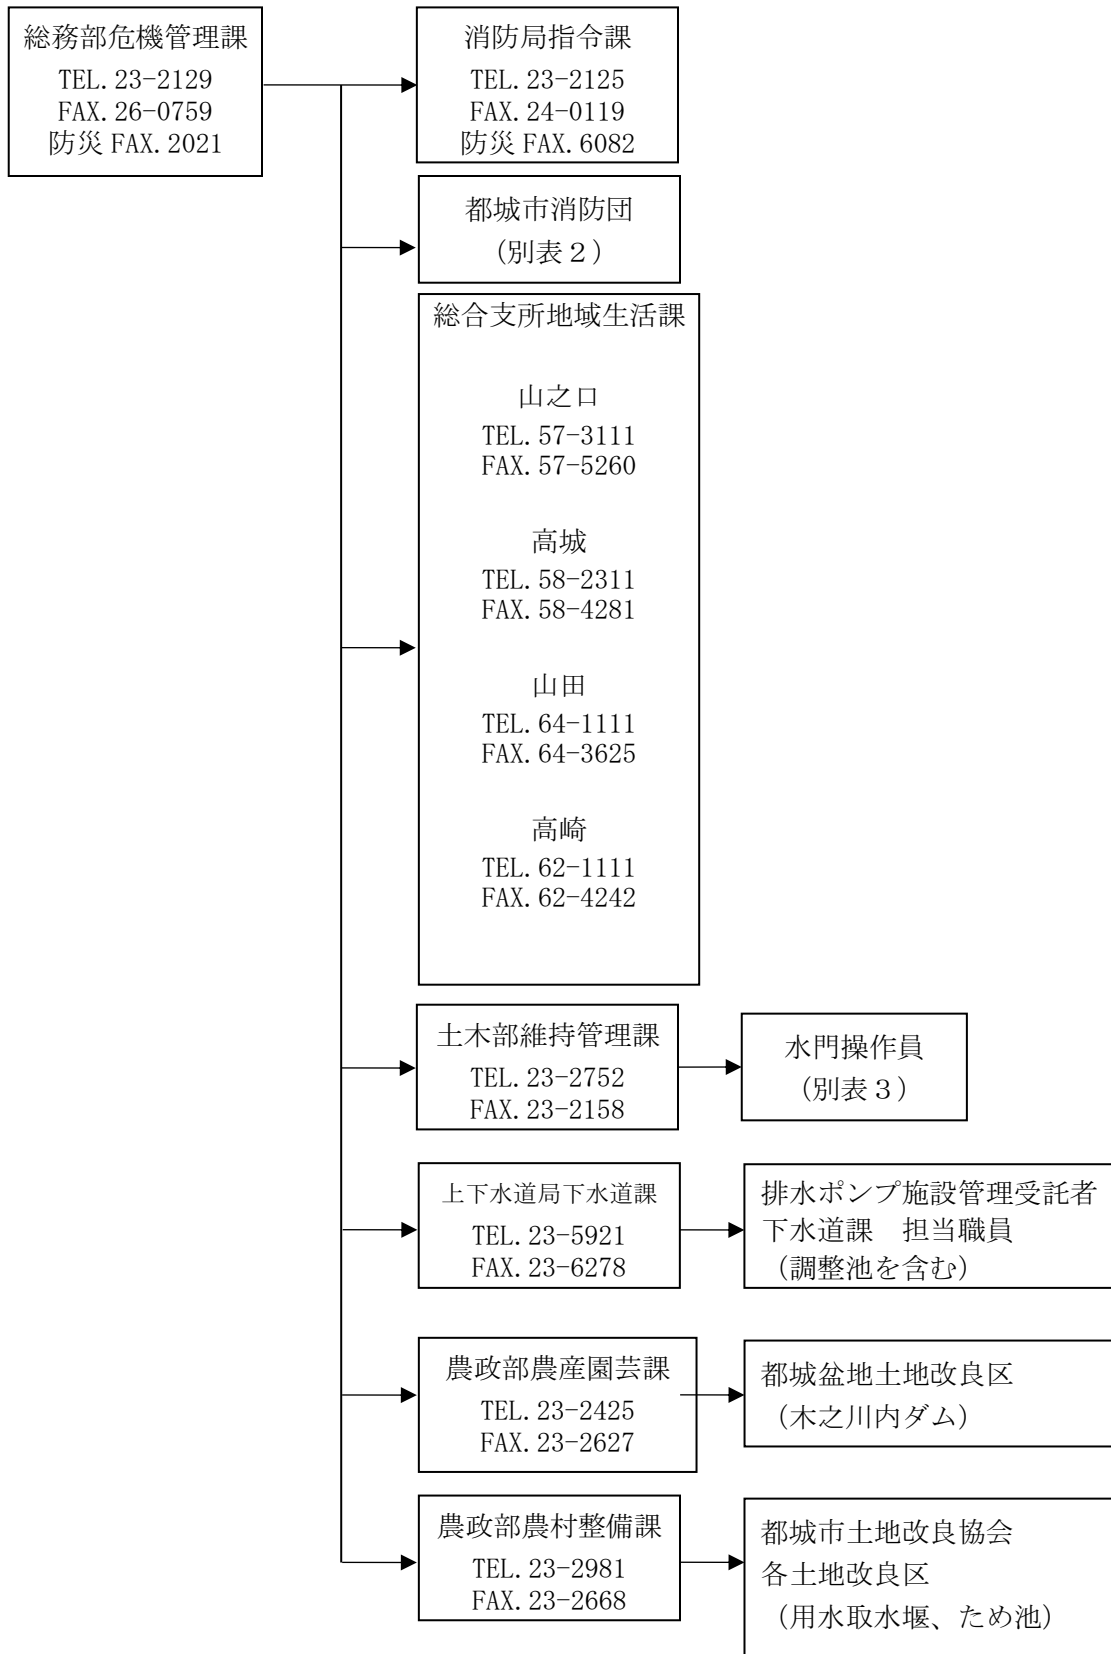 総務部危機管理課
TEL.23-2129
FAX.26-0759
防災 FAX.2021
消防局指令課
TEL.23-2125
FAX.24-0119
防災 FAX.6082
都城市消防団
(別表２)
総合支所地域生活課
山之口
TEL.57-3111
FAX.57-5260
高城
TEL.58-2311
FAX.58-4281
山田
TEL.64-1111
FAX.64-3625
高崎
TEL.62-1111
FAX.62-4242
土木部維持管理課
TEL.23-2752
FAX.23-2158
水門操作員
(別表３)
上下水道局下水道課
TEL.23-5921
FAX.23-6278
排水ポンプ施設管理受託者
下水道課　担当職員
(調整池を含む)
農政部農産園芸課
TEL.23-2425
FAX.23-2627
都城盆地土地改良区
(木之川内ダム)
農政部農村整備課
TEL.23-2981
FAX.23-2668
都城市土地改良協会
各土地改良区
(用水取水堰、ため池)